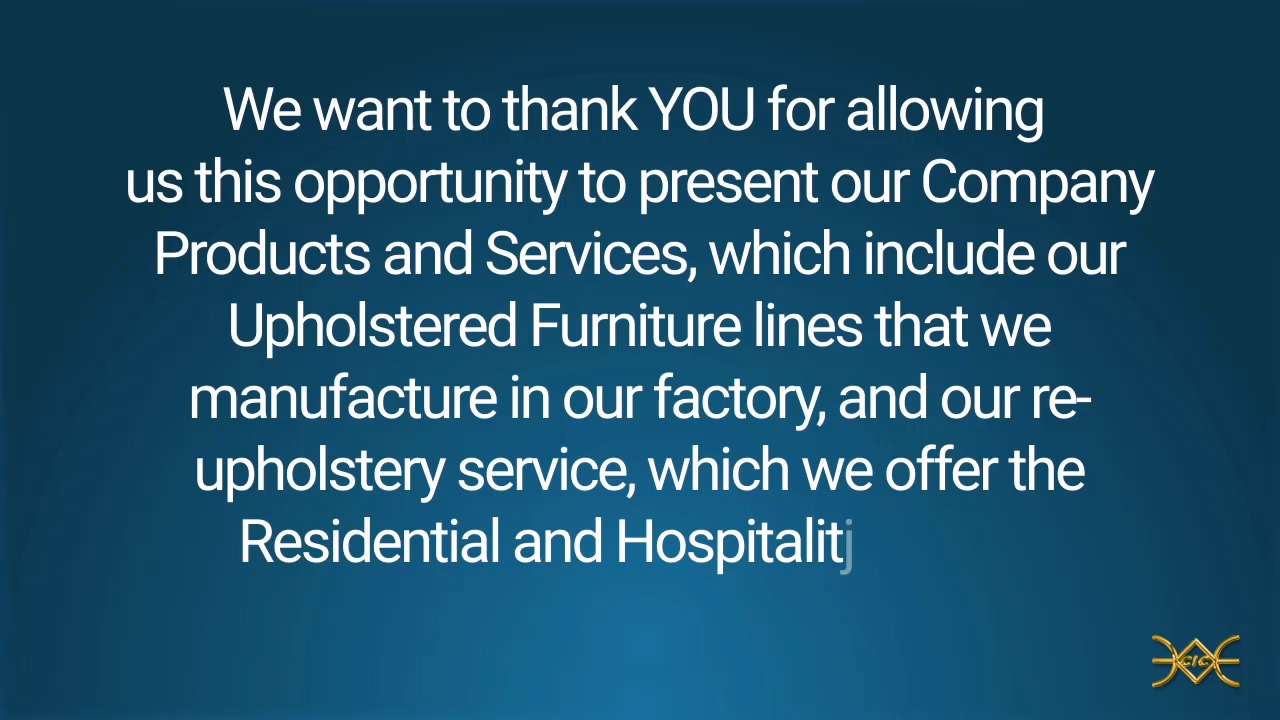 We want to thank YOU for allowing
us this opportunity to present our Company
Products and Services, which include our
Upholstered Furniture lines that we
manufacture in our factory, and our re-
upholstery service, which we offer the
Residential and Hospitalitj
CIC